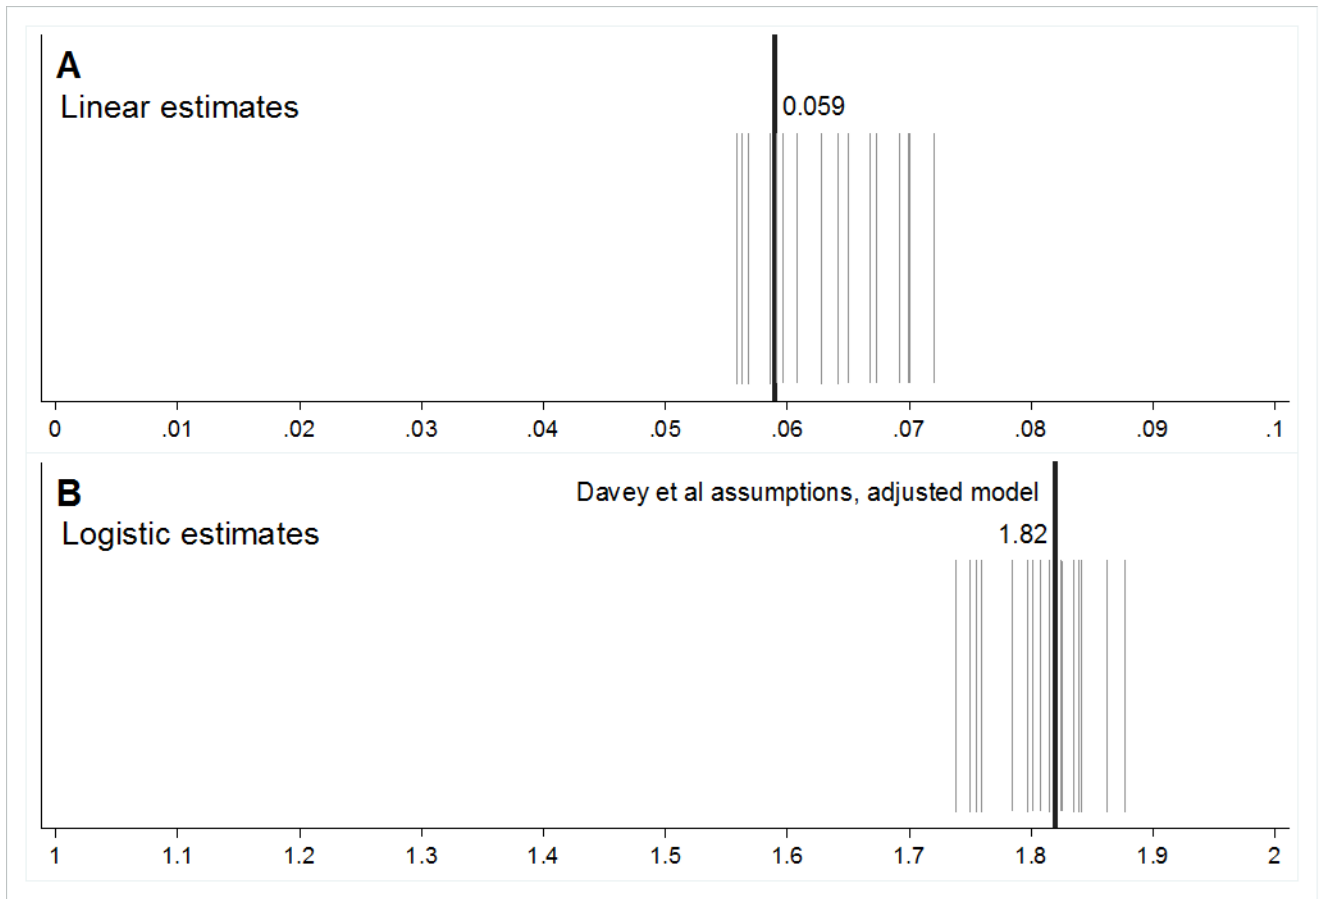 A
Linear estimates
0.059
0 .01 .02 .03 .04 .05 .06 .07 .08 .09 .1
B
Davey et al assumptions, adjusted model
Logistic estimates
1.82
1 1.1 1.2 1.3 1.4 1.5 1.6 1.7 1.8 1.9 2